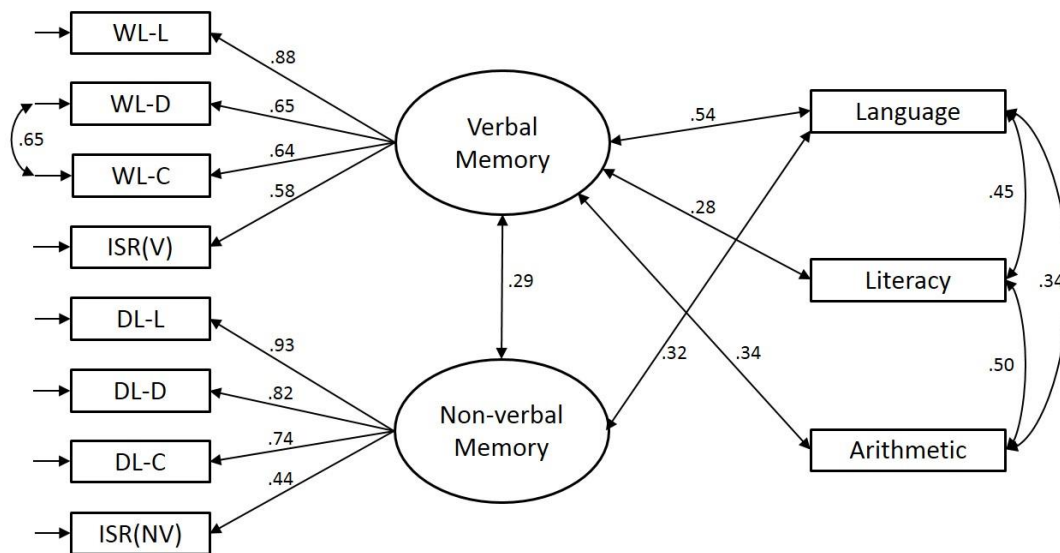 WL-L
.88
WL-D
.65
.65
WL-C
.64
ISR(V)
.58
DL-L
.93
DL-D
.82
DL-C
.74
ISR(NV)
.44
Verbal
Memory
.29
Non-verbal
Memory
.54
.28
.32
.34
Language
.45
Literacy
.34
.50
Arithmetic